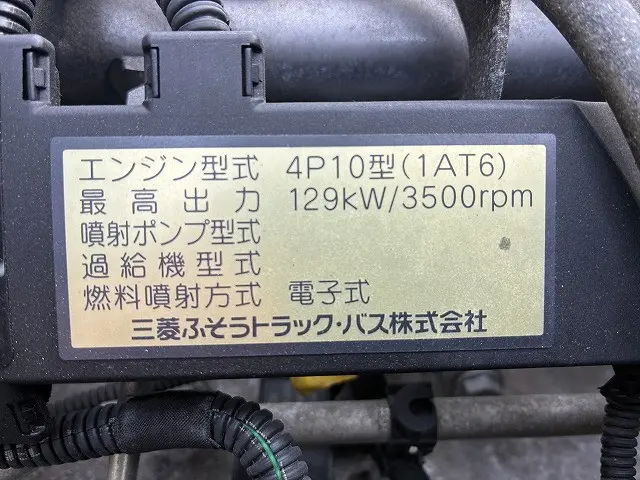 エンジン型式 4P10型(1AT6)
最高出力 129kW/3500rpm
噴射ポンプ型式
過給機型式
燃料噴射方式 電子式
三菱ふそうトラック・バス株式会社